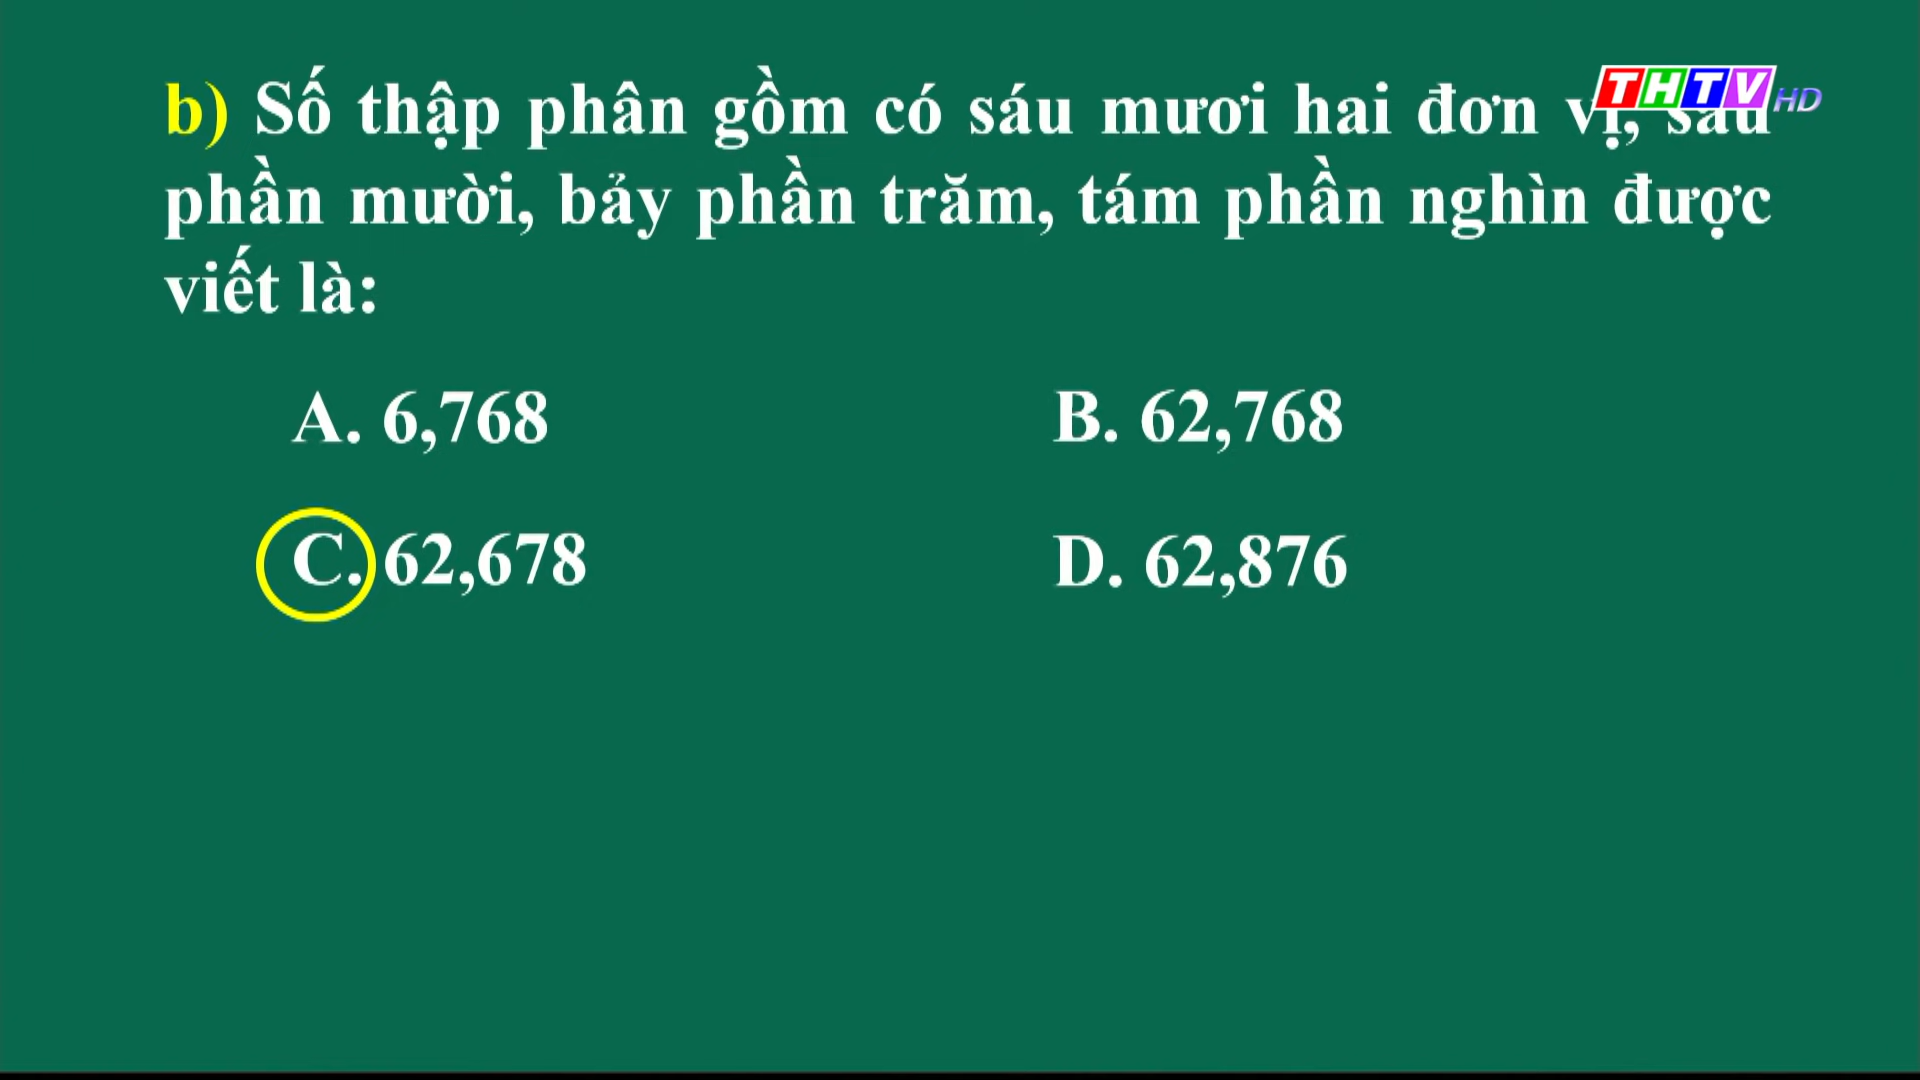 b) Số thập phân gồm có sáu mươi hai đơn vị, sáu
phần mười, bảy phần trăm, tám phần nghìn được
viết là:
A. 6,768
B. 62,768
C. 62,678
D. 62,876
THTV HD